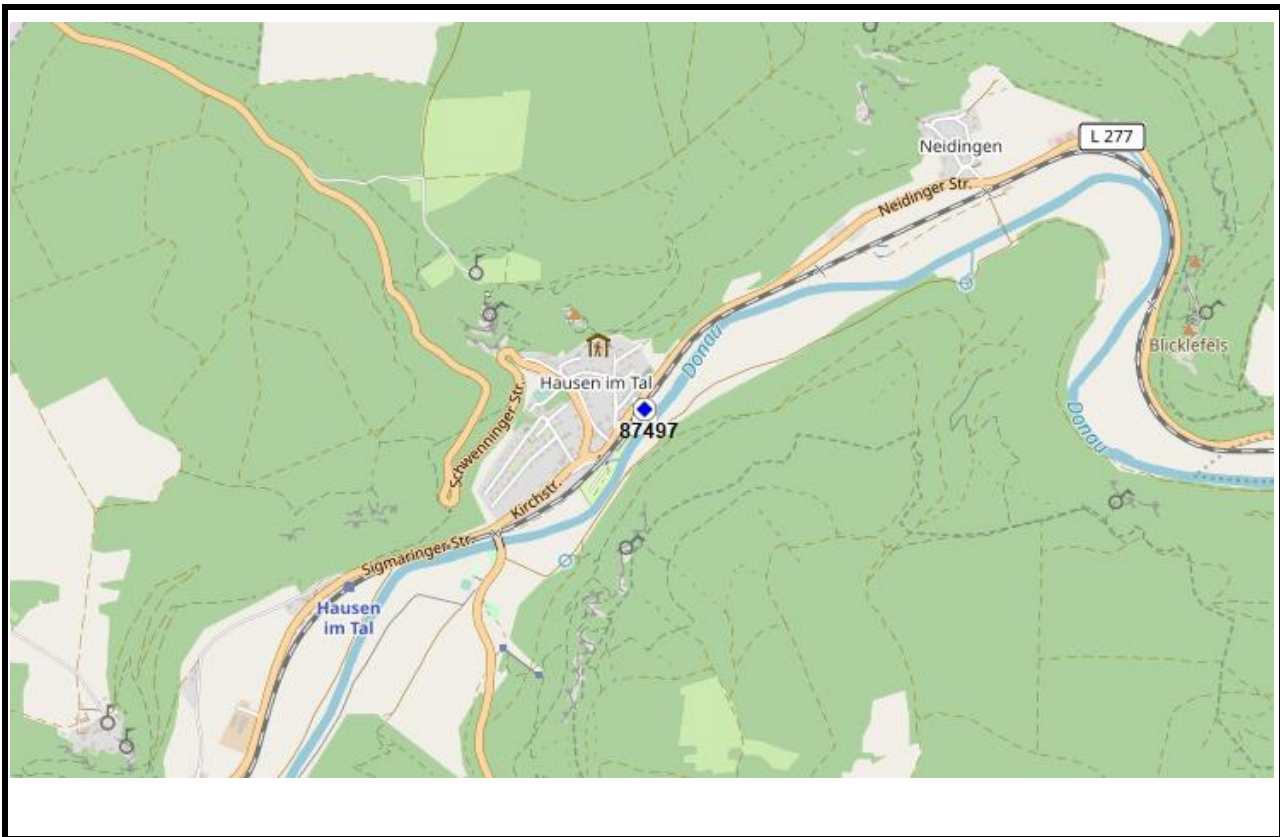 L 277
Neidingen
Neidinger Str.
Donau
Blicklefels
Hausen im Tal
87497
Donau
Schwenninger Str.
Kirchstr.
Sigmaringer Str.
Hausen
im Tal